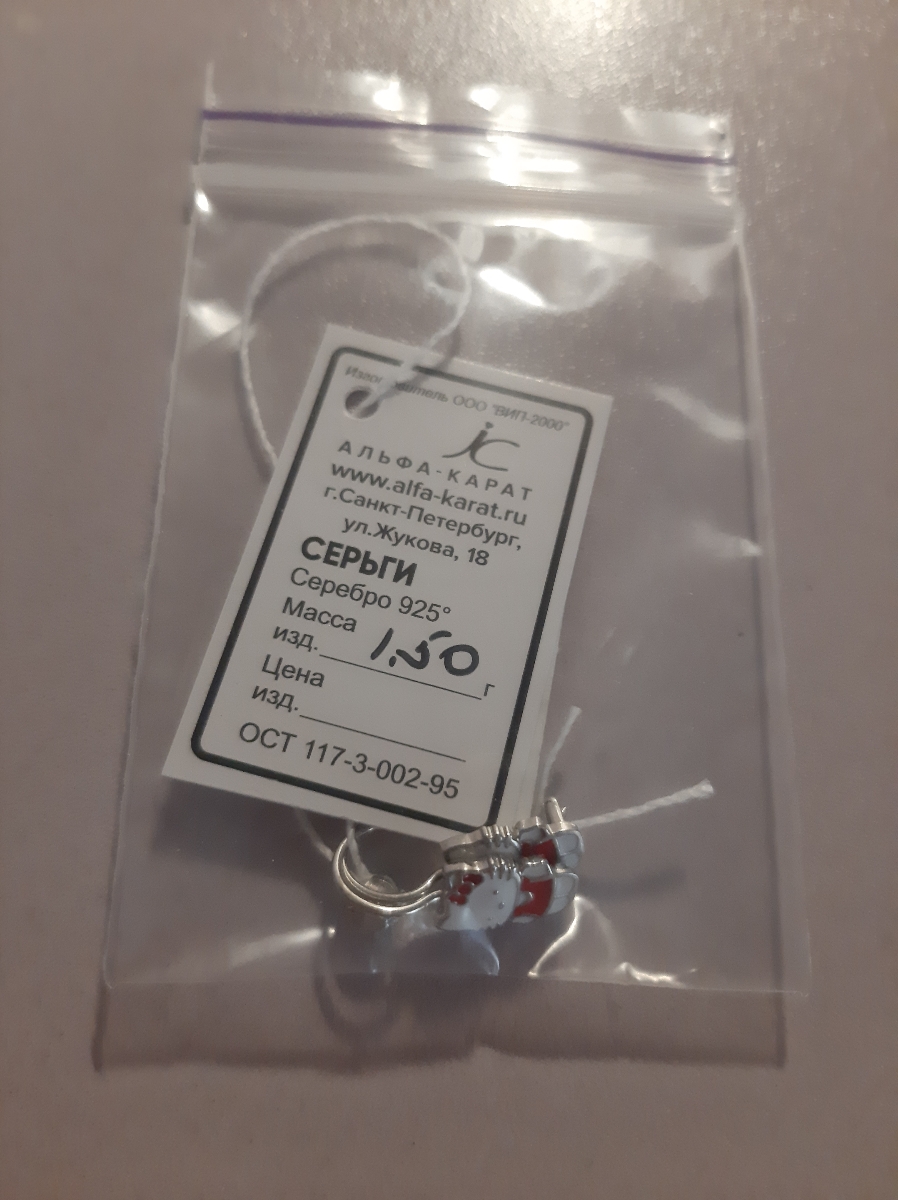 Изготовитель ООО "ВИП-2000"
АЛЬФА-КАРАТ
www.alfa-karat.ru
г.Санкт-Петербург,
ул.Жукова, 18
СЕРЬГИ
Серебро 925°
Масса
изд. 1.50 г
Цена
изд.
ОСТ 117-3-002-95